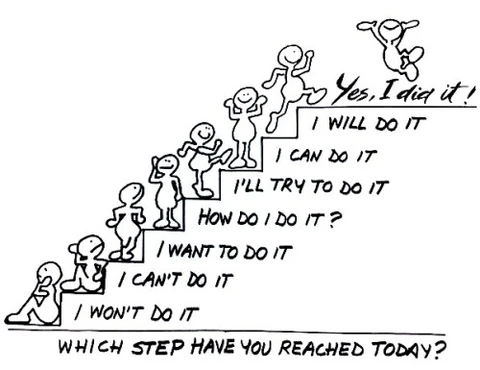 Yes, I did it!
I WILL DO IT
I CAN DO IT
I'LL TRY TO DO IT
HOW DO I DO IT?
I WANT TO DO IT
I CAN'T DO IT
I WON'T DO IT
WHICH STEP HAVE YOU REACHED TODAY?